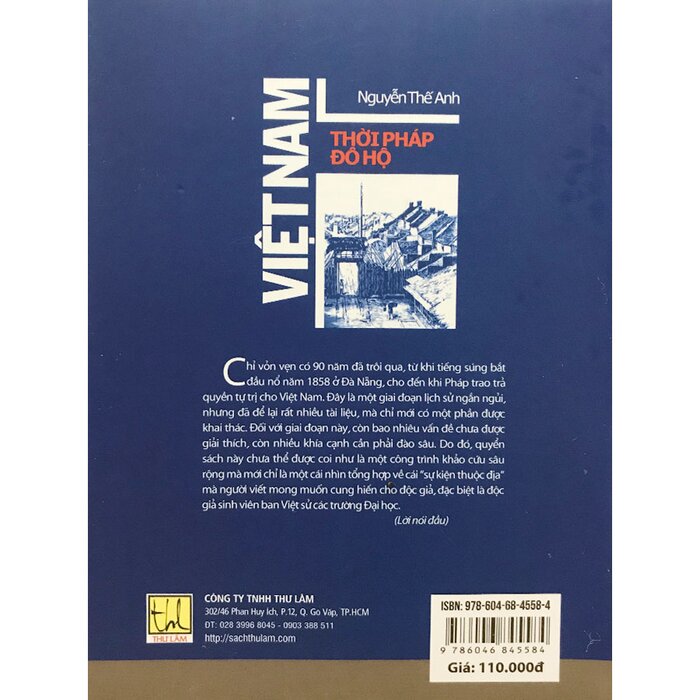 Nguyễn Thế Anh
VIỆT NAM
THỜI PHÁP
ĐÔ HỘ
Chỉ vỏn vẹn có 90 năm đã trôi qua, từ khi tiếng súng bắt
đầu nổ năm 1858 ở Đà Nẵng, cho đến khi Pháp trao trả
quyền tự trị cho Việt Nam. Đây là một giai đoạn lịch sử ngắn ngủi,
nhưng đã để lại rất nhiều tài liệu, mà chỉ mới có một phần được
khai thác. Đối với giai đoạn này, còn bao nhiêu vấn đề chưa được
giải thích, còn nhiều khía cạnh cần phải đào sâu. Do đó, quyển
sách này chưa thể được coi như là một công trình khảo cứu sâu
rộng mà mới chỉ là một cái nhìn tổng hợp về cái “sự kiện thuộc địa”
mà người viết mong muốn cung hiến cho độc giả, đặc biệt là độc
giả sinh viên ban Việt sử các trường Đại học.
(Lời nói đầu)
thl
THƯ LÂM
CÔNG TY TNHH THƯ LÂM
302/46 Phan Huy Ích, P.12, Q. Gò Vấp, TP.HCM
ĐT: 028 3996 8045 - 0903 388 511
http://sachthulam.com
ISBN: 978-604-68-4558-4
9 786046 845584
Giá: 110.000đ